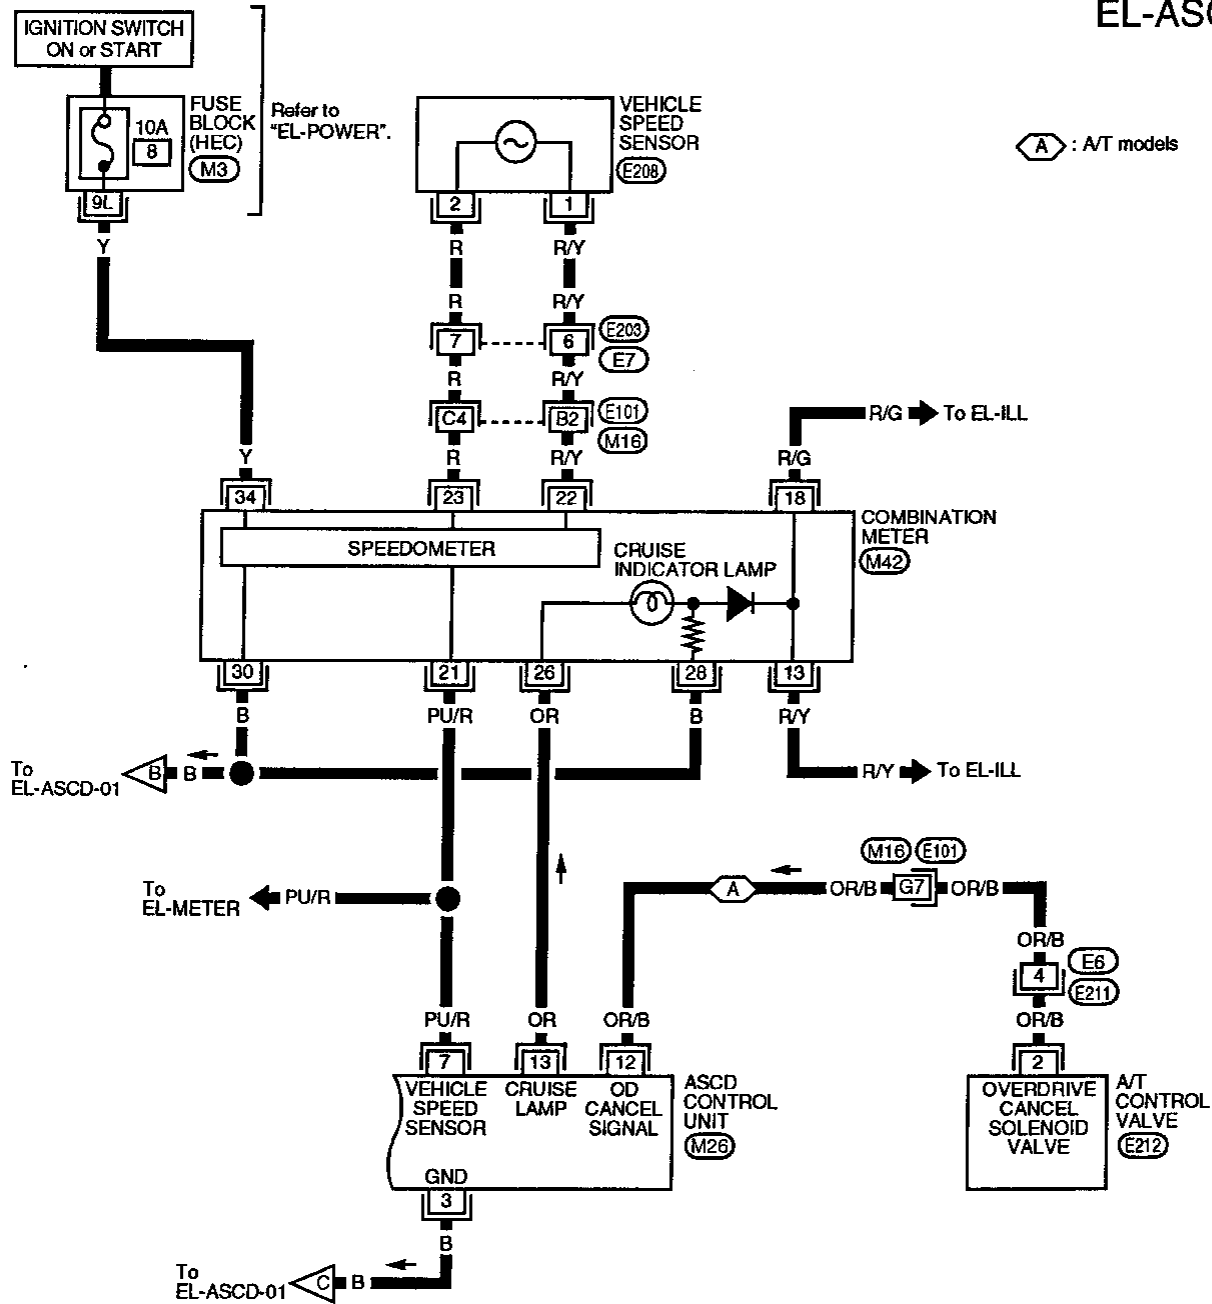 EL-ASC
IGNITION SWITCH
ON or START
FUSE
BLOCK
(HEC)
M3
10A
8
9L
Refer to
"EL-POWER".
VEHICLE
SPEED
SENSOR
E208
2
1
A : A/T models
Y
R
R/Y
R
R/Y
7
6
E203
E7
R
R/Y
C4
B2
E101
M16
R/G
To EL-ILL
Y
R
R/Y
R/G
34
23
22
18
COMBINATION
METER
M42
SPEEDOMETER
CRUISE
INDICATOR LAMP
30
21
26
28
13
B
PU/R
OR
B
R/Y
To
EL-ASCD-01
B
B
R/Y
To EL-ILL
M16
E101
To
EL-METER
PU/R
A
OR/B
G7
OR/B
OR/B
4
E6
E211
PU/R
OR
OR/B
OR/B
7
13
12
2
VEHICLE
SPEED
SENSOR
CRUISE
LAMP
OD
CANCEL
SIGNAL
ASCD
CONTROL
UNIT
M26
OVERDRIVE
CANCEL
SOLENOID
VALVE
A/T
CONTROL
VALVE
E212
GND
3
B
To
EL-ASCD-01
C
B